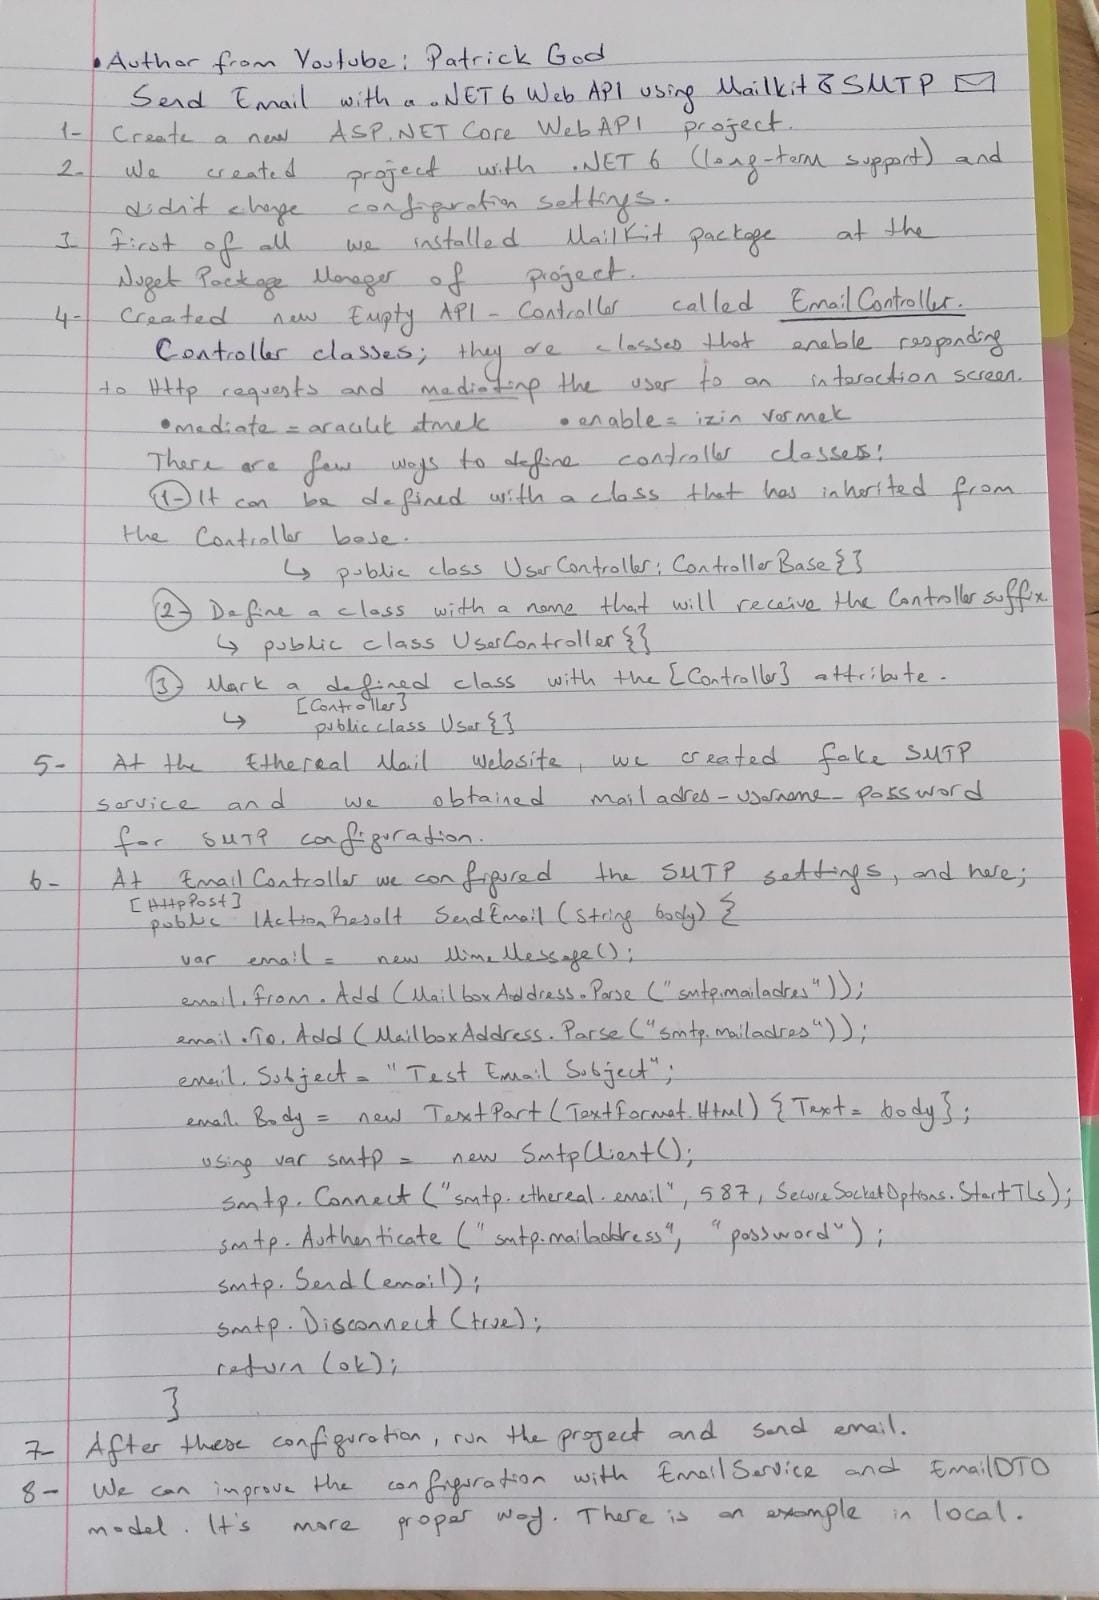 • Author from Youtube: Patrick God
Send Email with a .NET 6 Web API using Mailkit & SMTP
1- Create a new ASP.NET Core WebAPI project.
2- We created project with .NET 6 (long-term support) and
didn't change configuration settings.
3- First of all we installed MailKit package at the
Nuget Package Manager of project.
4- Created new Empty API - Controller called EmailController.
Controller classes; they are classes that enable responding
to Http requests and mediating the user to an interaction screen.
• mediate = aracılık etmek • enable = izin vermek
There are few ways to define controller classes:
1- It can be defined with a class that has inherited from
the Controller base.
↳ public class UserController: ControllerBase {}
2- Define a class with a name that will receive the Controller suffix.
↳ public class UserController {}
3- Mark a defined class with the [Controller] attribute.
[Controller]
↳ public class User {}
5- At the Ethereal Mail website, we created fake SMTP
service and we obtained mail adres - username - password
for SMTP configuration.
6- At Email Controller we configured the SMTP settings, and here;
[HttpPost]
public IActionResult SendEmail (String body) {
var email = new MimeMessage();
email.From.Add (MailboxAddress.Parse ("smtp.mailadres"));
email.To.Add (MailboxAddress.Parse ("smtp.mailadres"));
email.Subject = "Test Email Subject";
email.Body = new TextPart (TextFormat.Html) { Text = body };
using var smtp = new SmtpClient();
smtp.Connect ("smtp.ethereal.email", 587, SecureSocketOptions.StartTls);
smtp.Authenticate ("smtp.mailaddress", "password");
smtp.Send (email);
smtp.Disconnect (true);
return (ok);
}
7- After these configuration, run the project and send email.
8- We can improve the configuration with EmailService and EmailDTO
model. It's more proper way. There is an example in local.